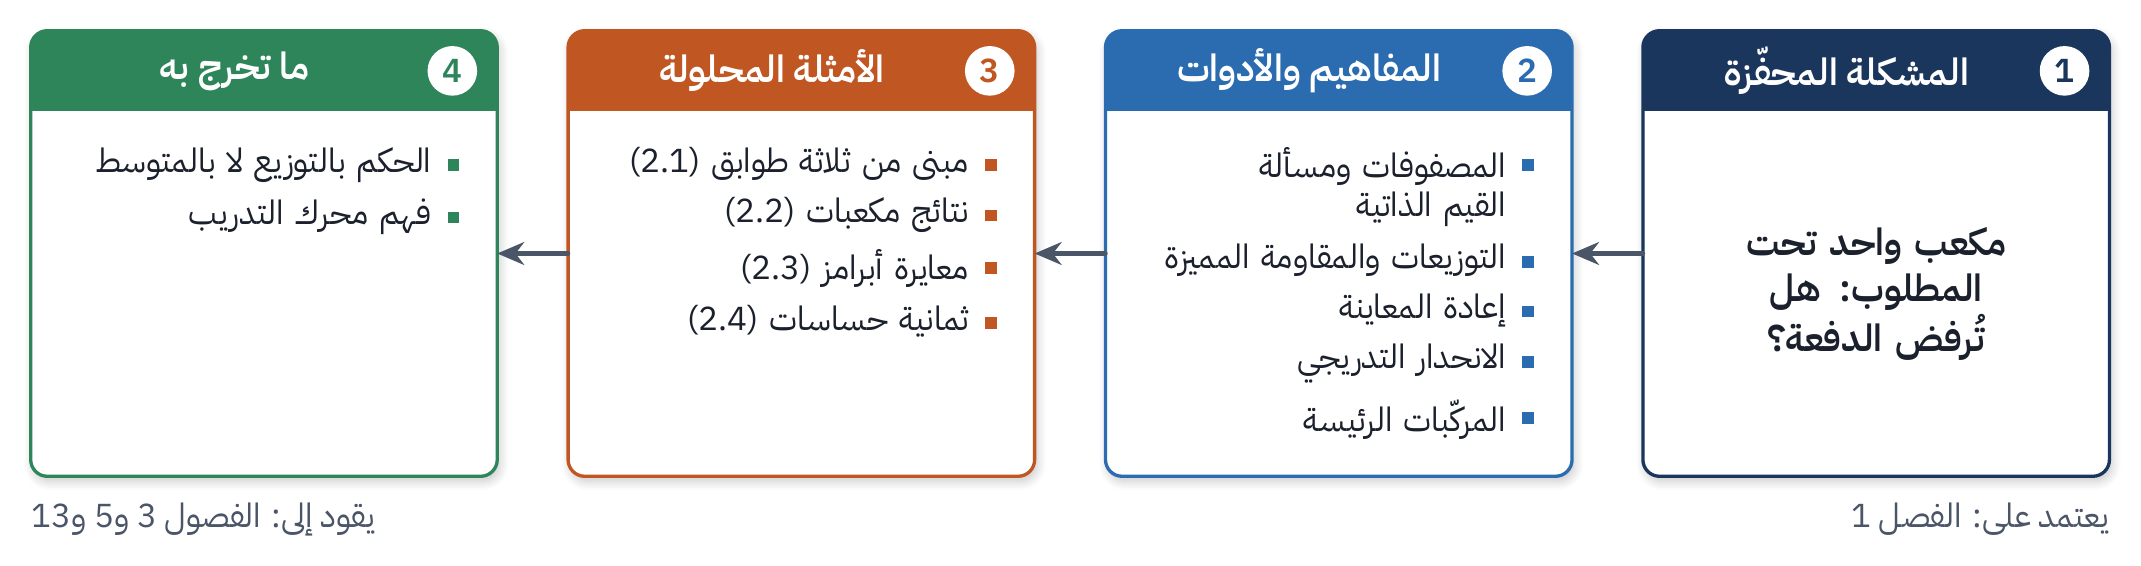 1 المشكلة المحفّزة
مكعب واحد تحت
المطلوب: هل
تُرفض الدفعة؟
2 المفاهيم والأدوات
المصفوفات ومسألة
القيم الذاتية
التوزيعات والمقاومة المميزة
إعادة المعاينة
الانحدار التدريجي
المركّبات الرئيسة
3 الأمثلة المحلولة
مبنى من ثلاثة طوابق (2.1)
نتائج مكعبات (2.2)
معايرة أبرامز (2.3)
ثمانية حساسات (2.4)
4 ما تخرج به
الحكم بالتوزيع لا بالمتوسط
فهم محرك التدريب
يعتمد على: الفصل 1
يقود إلى: الفصول 3 و5 و13